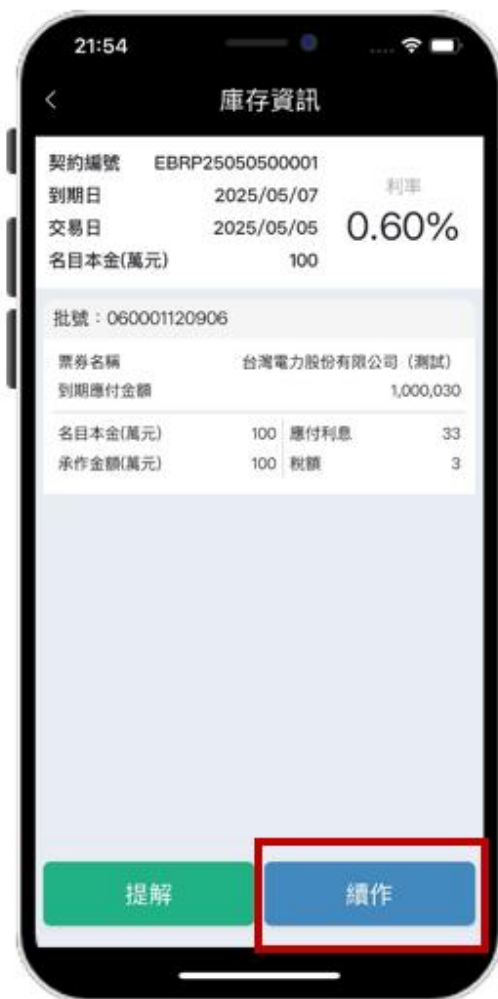 21:54
庫存資訊
契約編號 EBRP25050500001
到期日 2025/05/07
交易日 2025/05/05
名目本金(萬元) 100
利率
0.60%
批號：060001120906
票券名稱 台灣電力股份有限公司（測試）
到期應付金額 1,000,030
名目本金(萬元) 100 應付利息 33
承作金額(萬元) 100 稅額 3
提解 續作